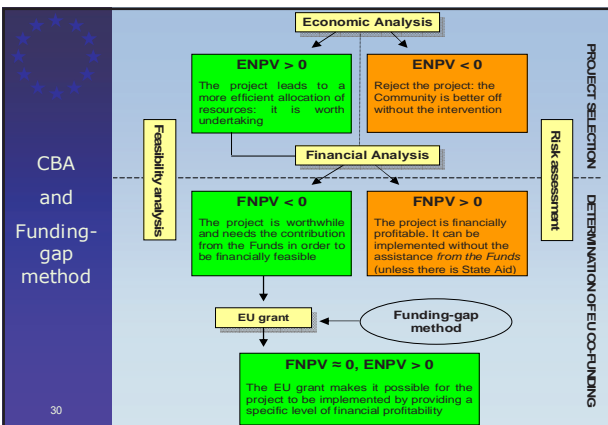 CBA
and
Funding-
gap
method
30
Economic Analysis
ENPV > 0
The project leads to a
more efficient allocation of
resources: it is worth
undertaking
ENPV < 0
Reject the project: the
Community is better off
without the intervention
PROJECT SELECTION
Feasibility analysis
Financial Analysis
Risk assessment
FNPV < 0
The project is worthwhile
and needs the contribution
from the Funds in order to
be financially feasible
FNPV > 0
The project is financially
profitable. It can be
implemented without the
assistance from the Funds
(unless there is State Aid)
DETERMINATION OF EU CO-FUNDING
EU grant
Funding-gap
method
FNPV ≈ 0, ENPV > 0
The EU grant makes it possible for the
project to be implemented by providing a
specific level of financial profitability